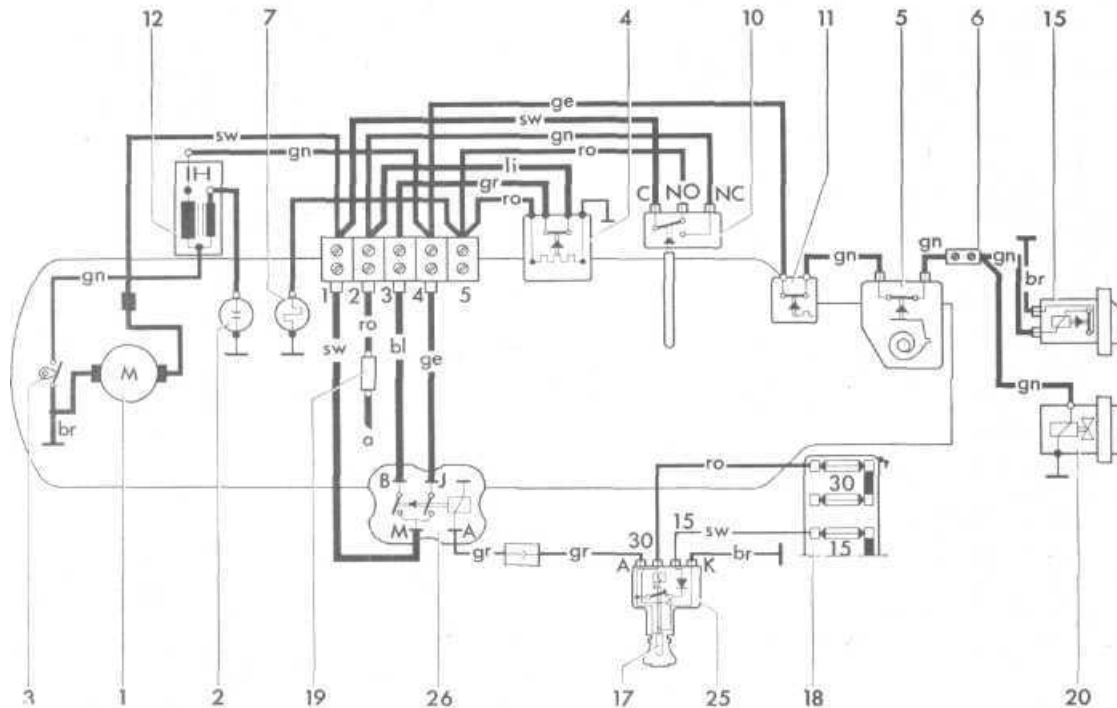 12 7 4 10 11 5 6 15
ge
sw sw
gn
gn ro
li
gr C NO NC
ro
gn gn gn
gn br
1 2 3 4 5
ro
sw bl ge
M
gn
br a
B J ro
30
M A 15 sw
30
gr gr A K br 15
3 1 2 19 26 17 25 18 20